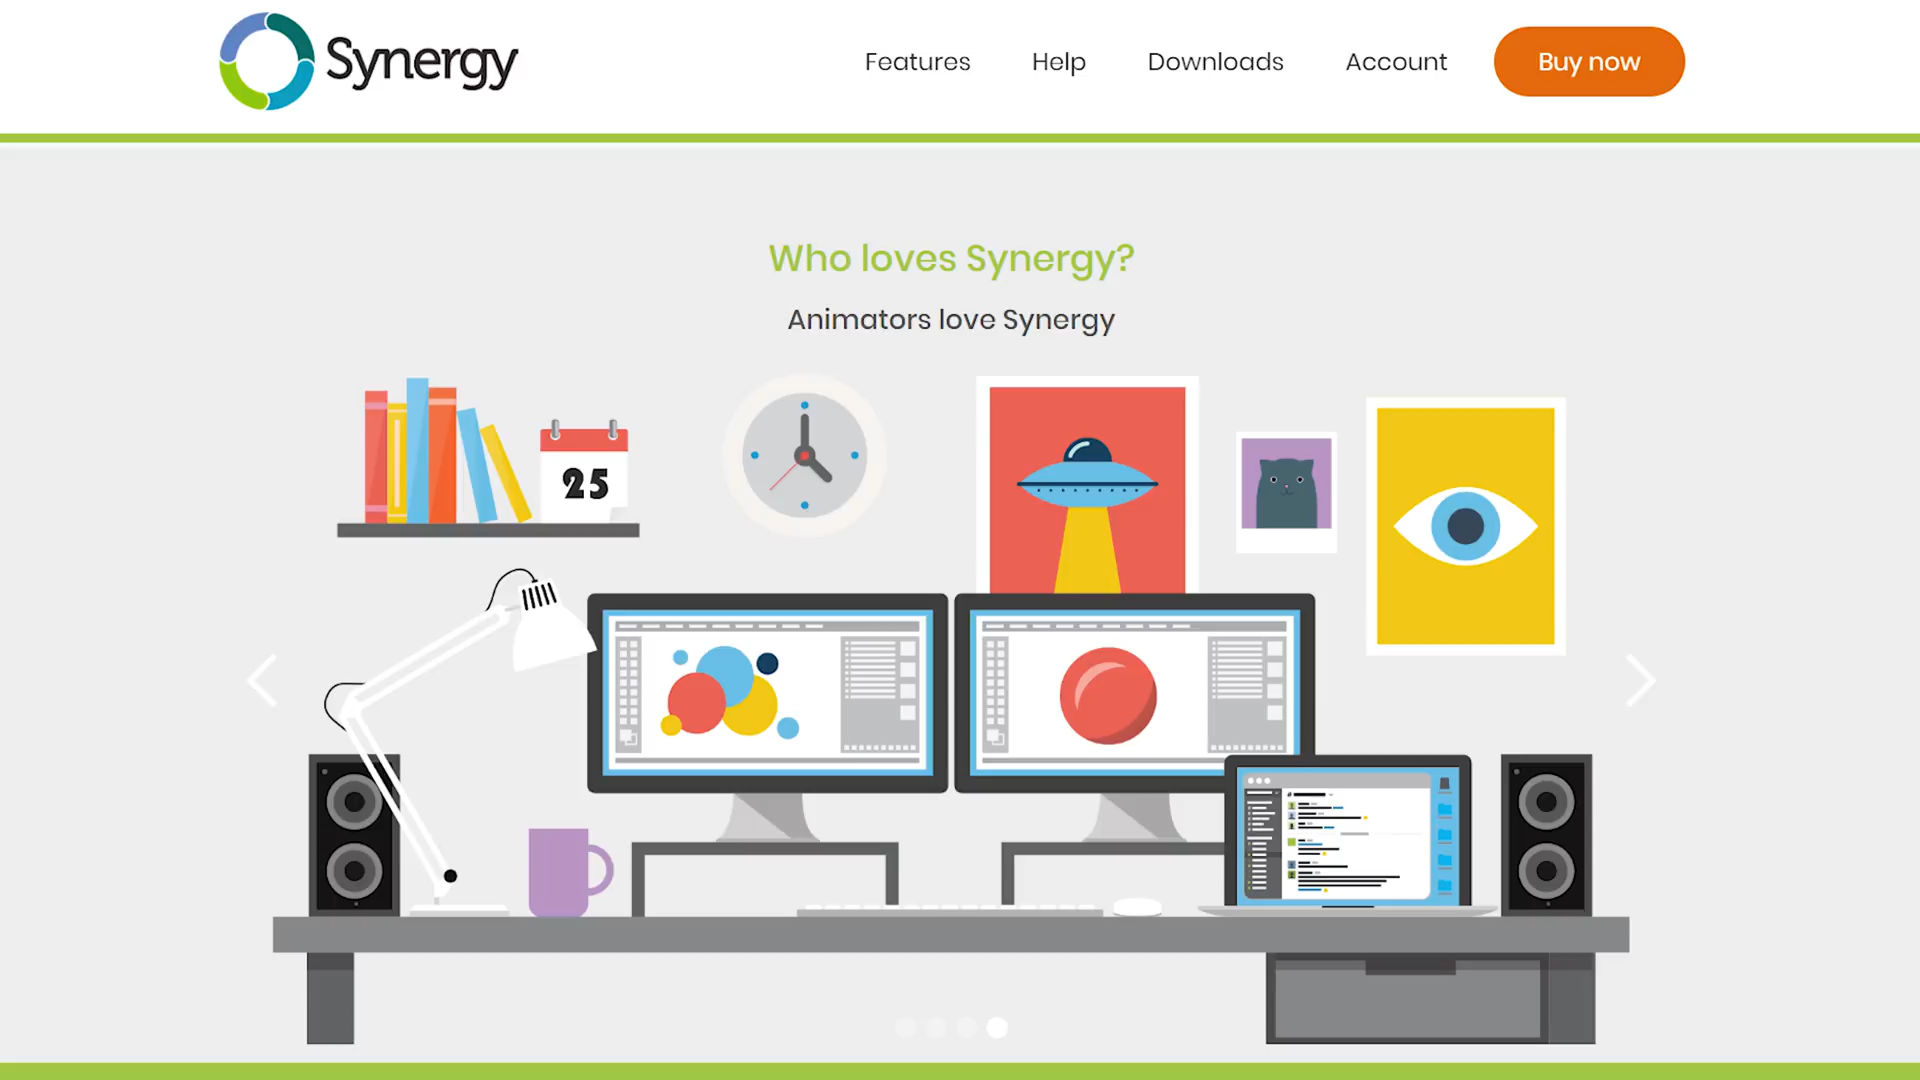 Synergy
Features
Help
Downloads
Account
Buy now
Who loves Synergy?
Animators love Synergy
25